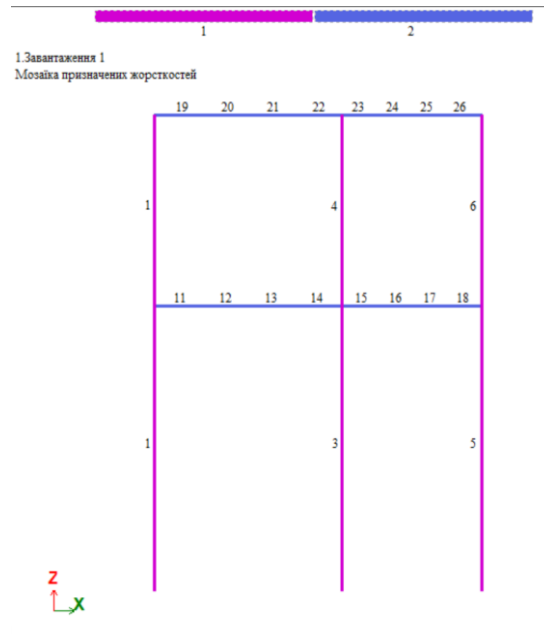 1 2
1.Завантаження 1
Мозаїка призначених жорсткостей
19 20 21 22 23 24 25 26
1 4 6
11 12 13 14 15 16 17 18
1 3 5
Z
X